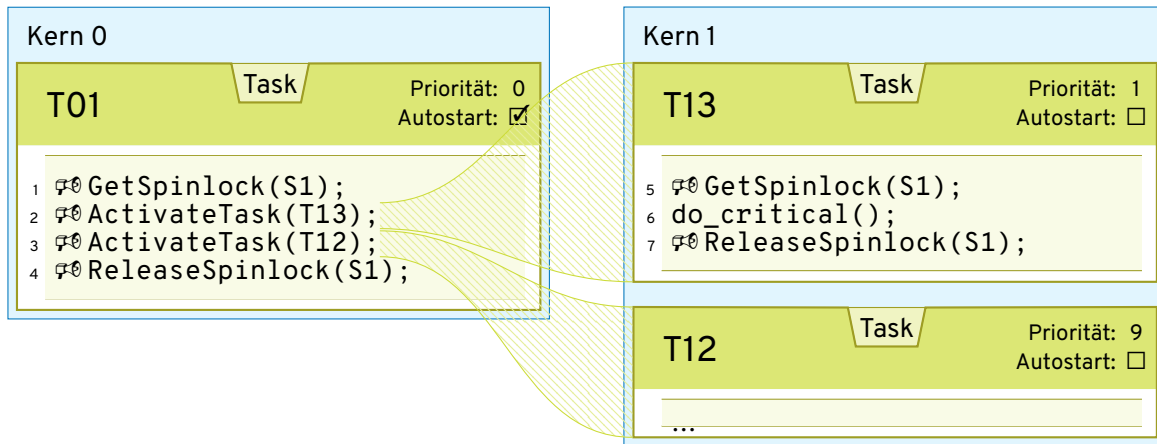 Kern 0
Task
T01
Priorität: 0
Autostart: ☑
1 GetSpinlock(S1);
2 ActivateTask(T13);
3 ActivateTask(T12);
4 ReleaseSpinlock(S1);
Kern 1
Task
T13
Priorität: 1
Autostart: ☐
5 GetSpinlock(S1);
6 do_critical();
7 ReleaseSpinlock(S1);
Task
T12
Priorität: 9
Autostart: ☐
...